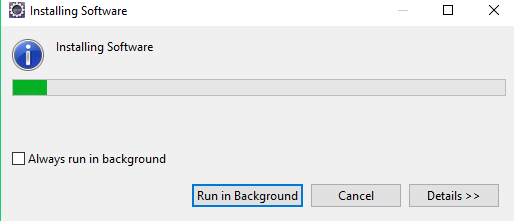 Installing Software
Installing Software
Always run in background
Run in Background
Cancel
Details >>